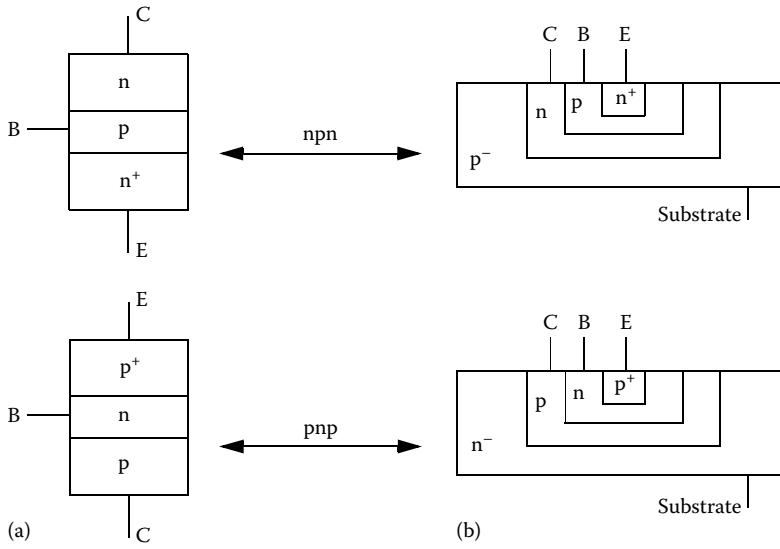 C
n
B
p
n⁺
E
npn
C B E
n p n⁺
p⁻
Substrate
E
p⁺
B
n
p
C
pnp
C B E
p n p⁺
n⁻
Substrate
(a)
(b)